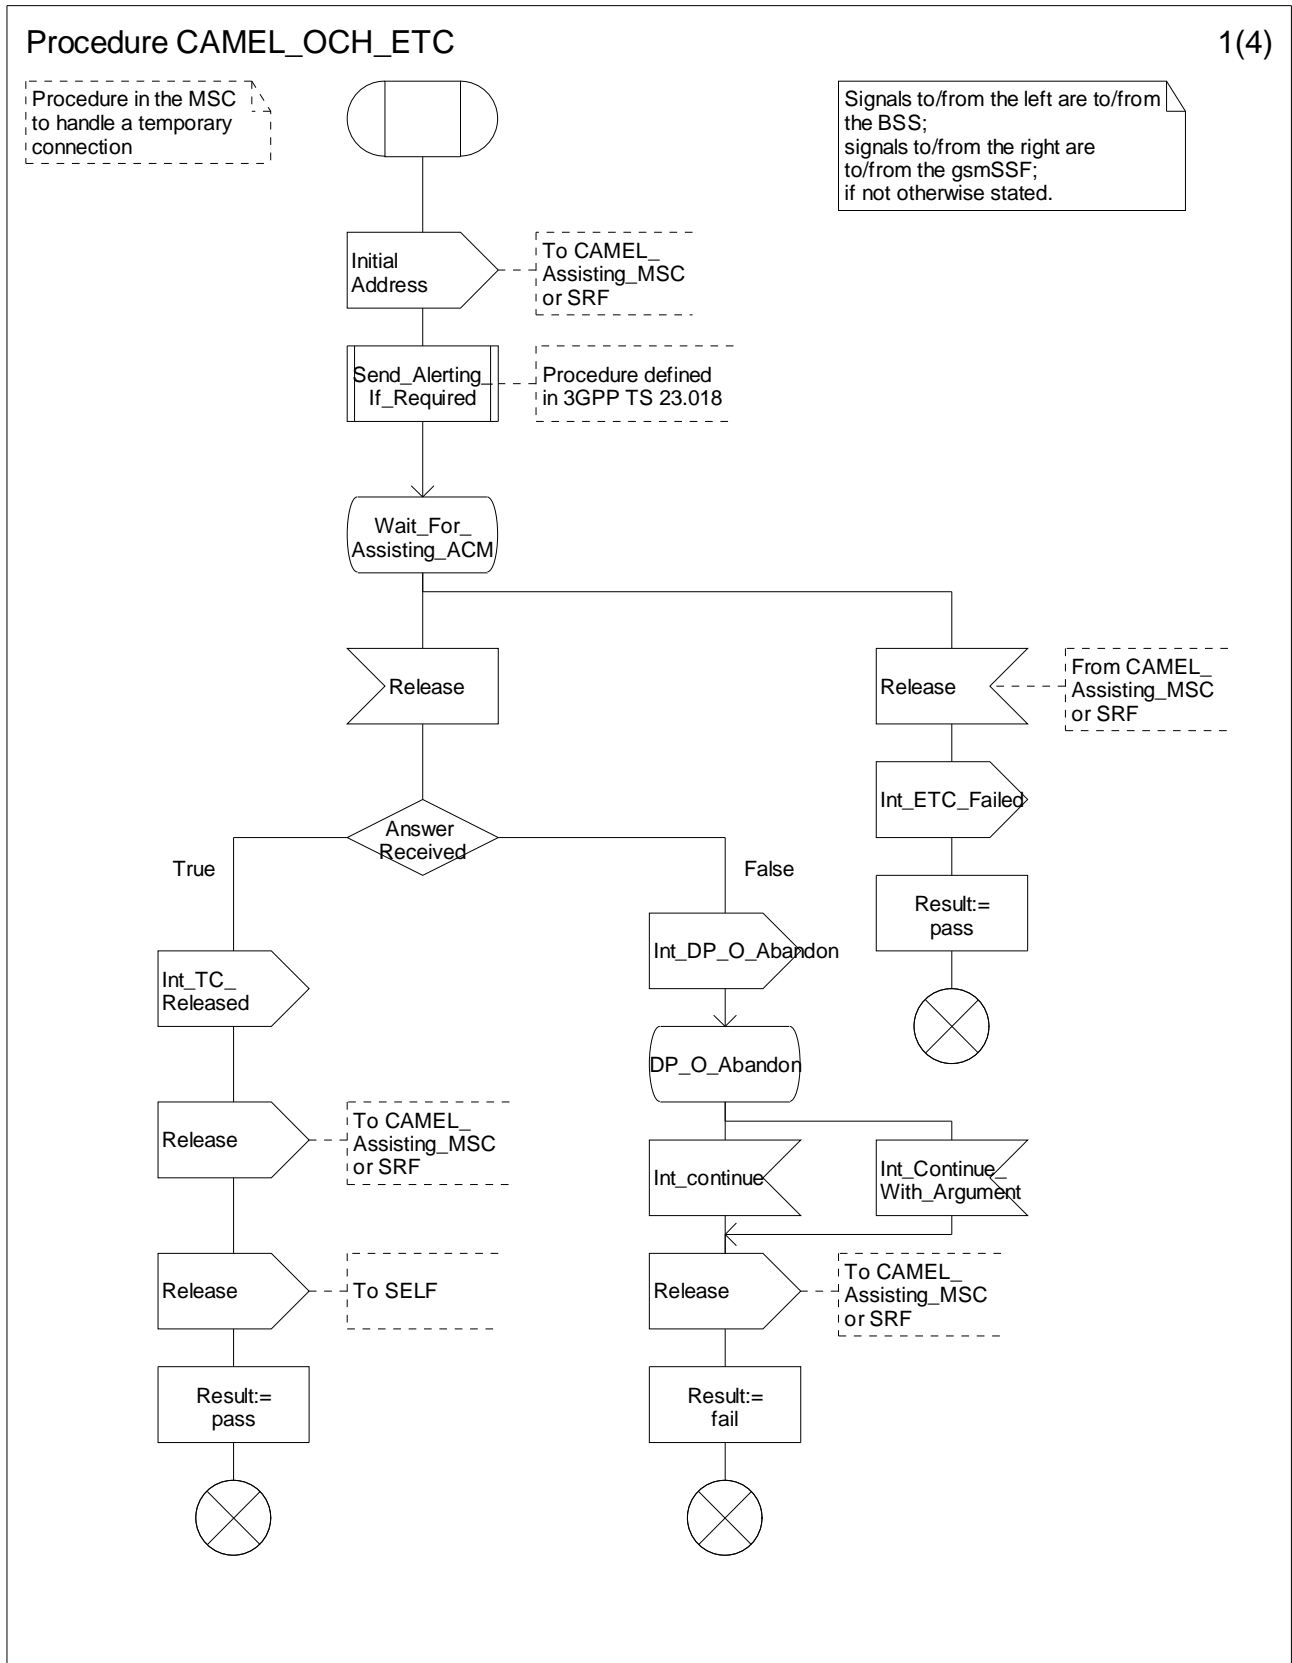 Procedure CAMEL_OCH_ETC
1(4)
Procedure in the MSC
to handle a temporary
connection
Signals to/from the left are to/from
the BSS;
signals to/from the right are
to/from the gsmSSF;
if not otherwise stated.
Initial
Address
To CAMEL_
Assisting_MSC
or SRF
Send_Alerting_
If_Required
Procedure defined
in 3GPP TS 23.018
Wait_For_
Assisting_ACM
Release
Release
From CAMEL_
Assisting_MSC
or SRF
Int_ETC_Failed
Answer
Received
True
False
Result:=
pass
Int_DP_O_Abandon
Int_TC_
Released
DP_O_Abandon
Release
To CAMEL_
Assisting_MSC
or SRF
Int_continue
Int_Continue_
With_Argument
Release
To SELF
Release
To CAMEL_
Assisting_MSC
or SRF
Result:=
pass
Result:=
fail